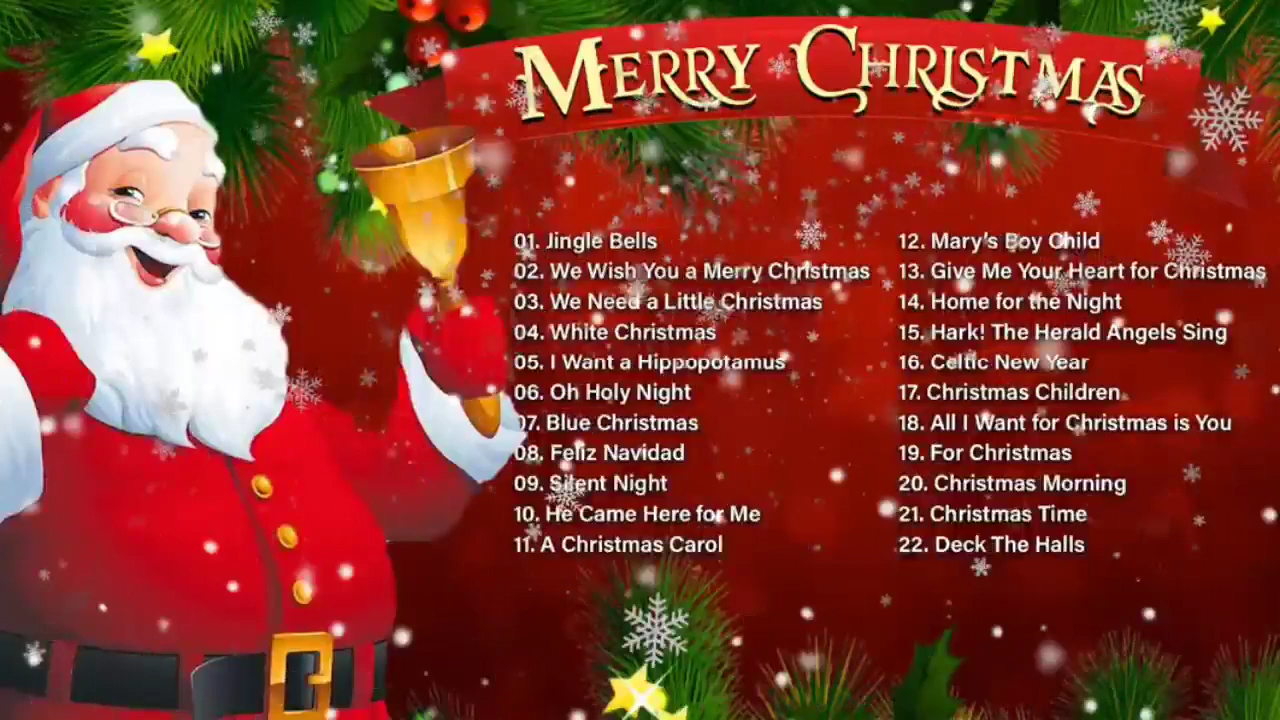 MERRY CHRISTMAS
01. Jingle Bells
02. We Wish You a Merry Christmas
03. We Need a Little Christmas
04. White Christmas
05. I Want a Hippopotamus
06. Oh Holy Night
07. Blue Christmas
08. Feliz Navidad
09. Silent Night
10. He Came Here for Me
11. A Christmas Carol
12. Mary's Boy Child
13. Give Me Your Heart for Christmas
14. Home for the Night
15. Hark! The Herald Angels Sing
16. Celtic New Year
17. Christmas Children
18. All I Want for Christmas is You
19. For Christmas
20. Christmas Morning
21. Christmas Time
22. Deck The Halls